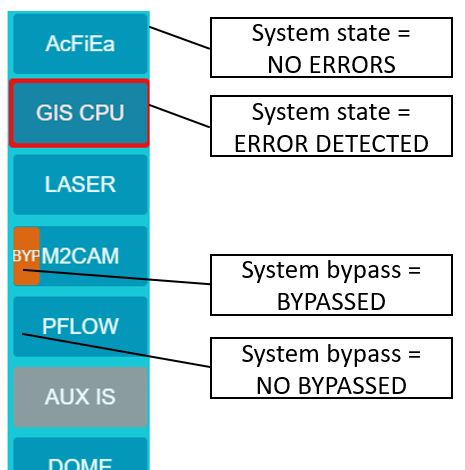 AcFiEa
System state =
NO ERRORS
GIS CPU
System state =
ERROR DETECTED
LASER
BYP M2CAM
System bypass =
BYPASSED
PFLOW
System bypass =
NO BYPASSED
AUX IS
DOME